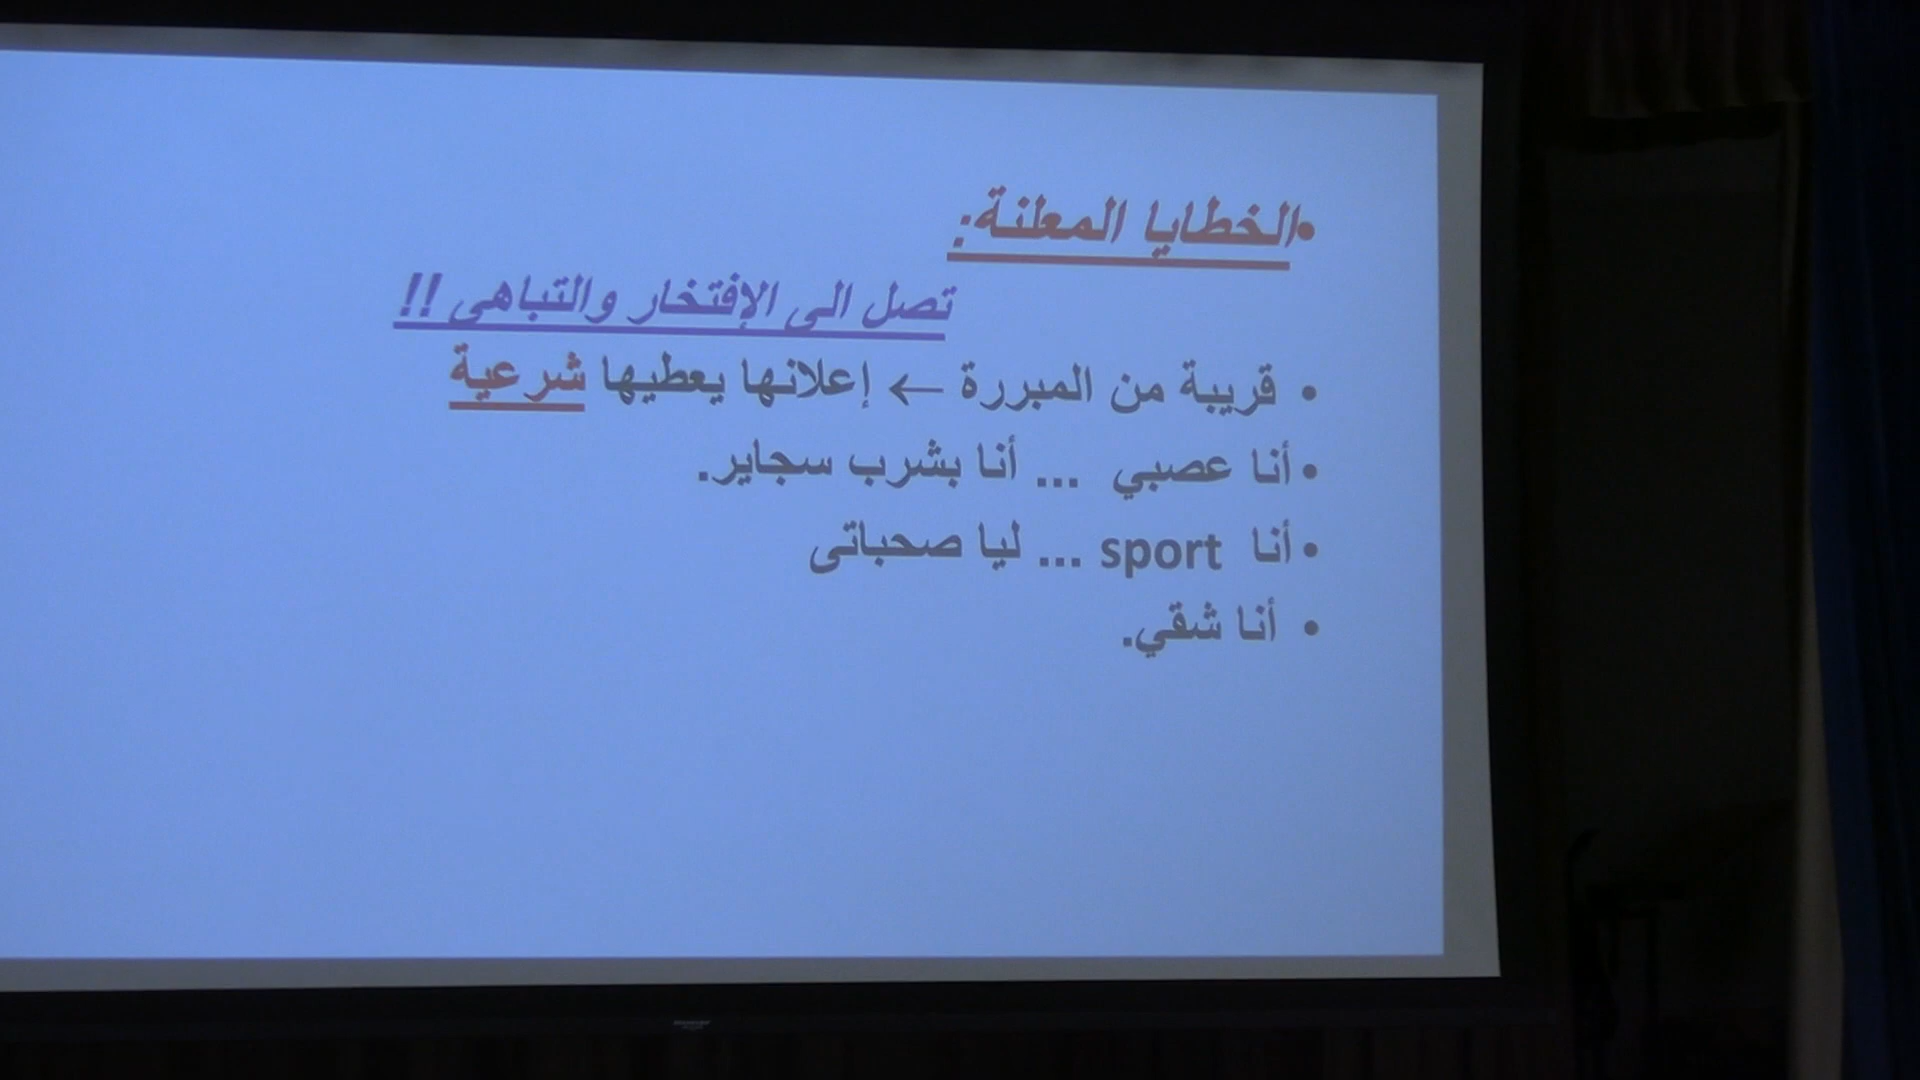 •الخطايا المعلنة:
تصل الى الإفتخار والتباهى !!
• قريبة من المبررة ← إعلانها يعطيها شرعية
• أنا عصبي ... أنا بشرب سجاير.
• أنا sport ... ليا صحباتى
• أنا شقي.